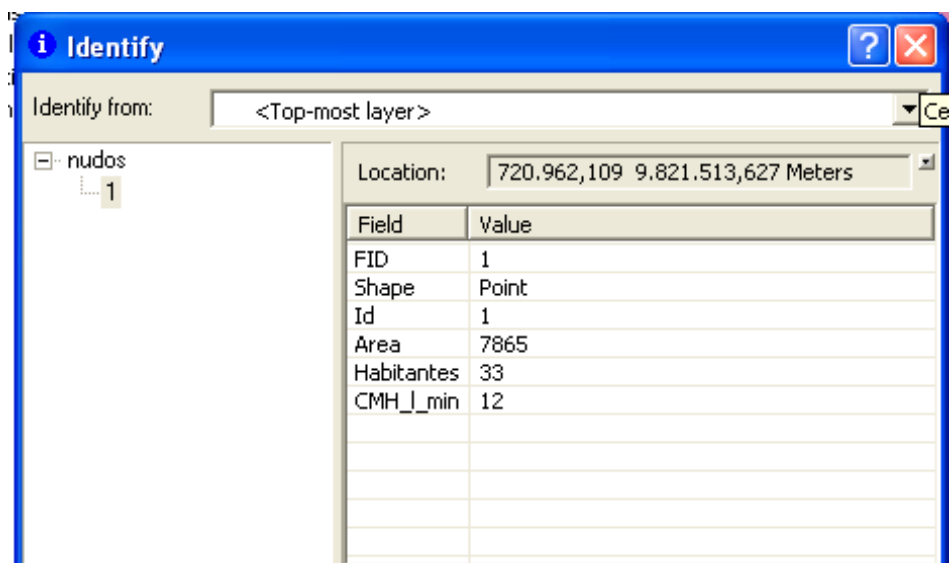 Identify
Identify from: <Top-most layer>
Ce
nudos
1
Location: 720.962,109 9.821.513,627 Meters
Field Value
FID 1
Shape Point
Id 1
Area 7865
Habitantes 33
CMH_l_min 12